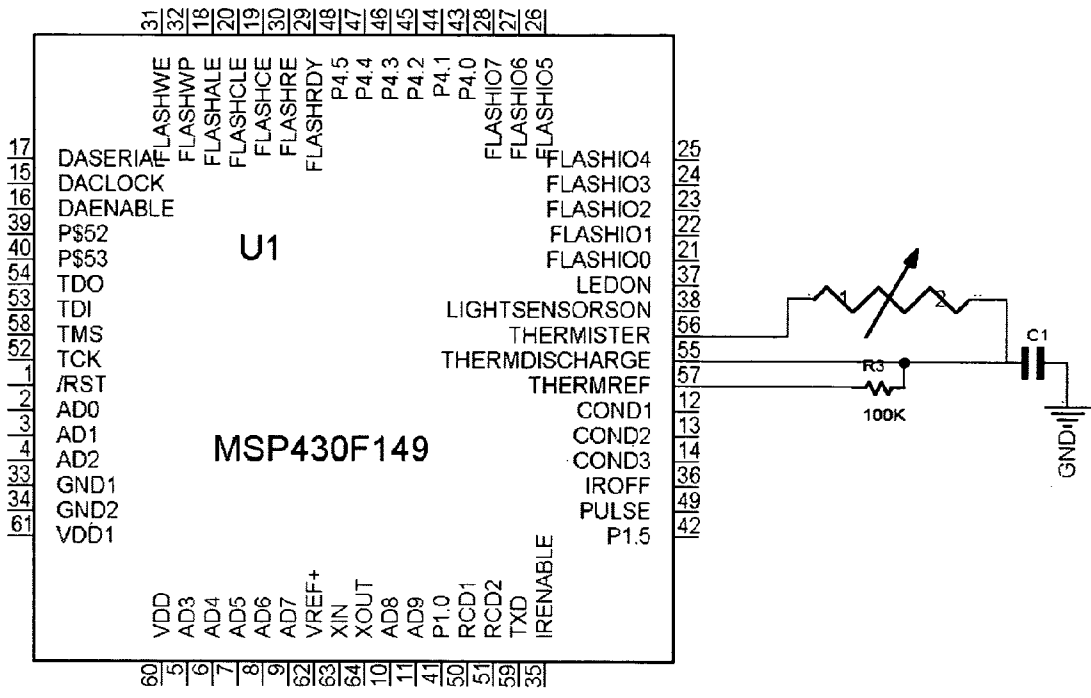 31 32 18 20 19 30 29 48 47 46 45 44 43 28 27 26
FLASHWE
FLASHWP
FLASHALE
FLASHCLE
FLASHCE
FLASHRE
FLASHRDY
P4.5
P4.4
P4.3
P4.2
P4.1
P4.0
FLASHIO7
FLASHIO6
FLASHIO5
17 DASERIAL
15 DACLOCK
16 DAENABLE
39 P$52
40 P$53
54 TDO
53 TDI
58 TMS
52 TCK
1 /RST
2 AD0
3 AD1
4 AD2
33 GND1
34 GND2
61 VDD1
U1
MSP430F149
FLASHIO4 25
FLASHIO3 24
FLASHIO2 23
FLASHIO1 22
FLASHIO0 21
LEDON 37
LIGHTSENSORSON 38
THERMISTER 56
THERMDISCHARGE 55
THERMREF 57
COND1 12
COND2 13
COND3 14
IROFF 36
PULSE 49
P1.5 42
1 2
R3
100K
C1
GND
VDD
AD3
AD4
AD5
AD6
AD7
VREF+
XIN
XOUT
AD8
AD9
P1.0
RCD1
RCD2
TXD
IRENABLE
60 5 6 7 8 9 62 63 64 10 11 41 50 51 59 35